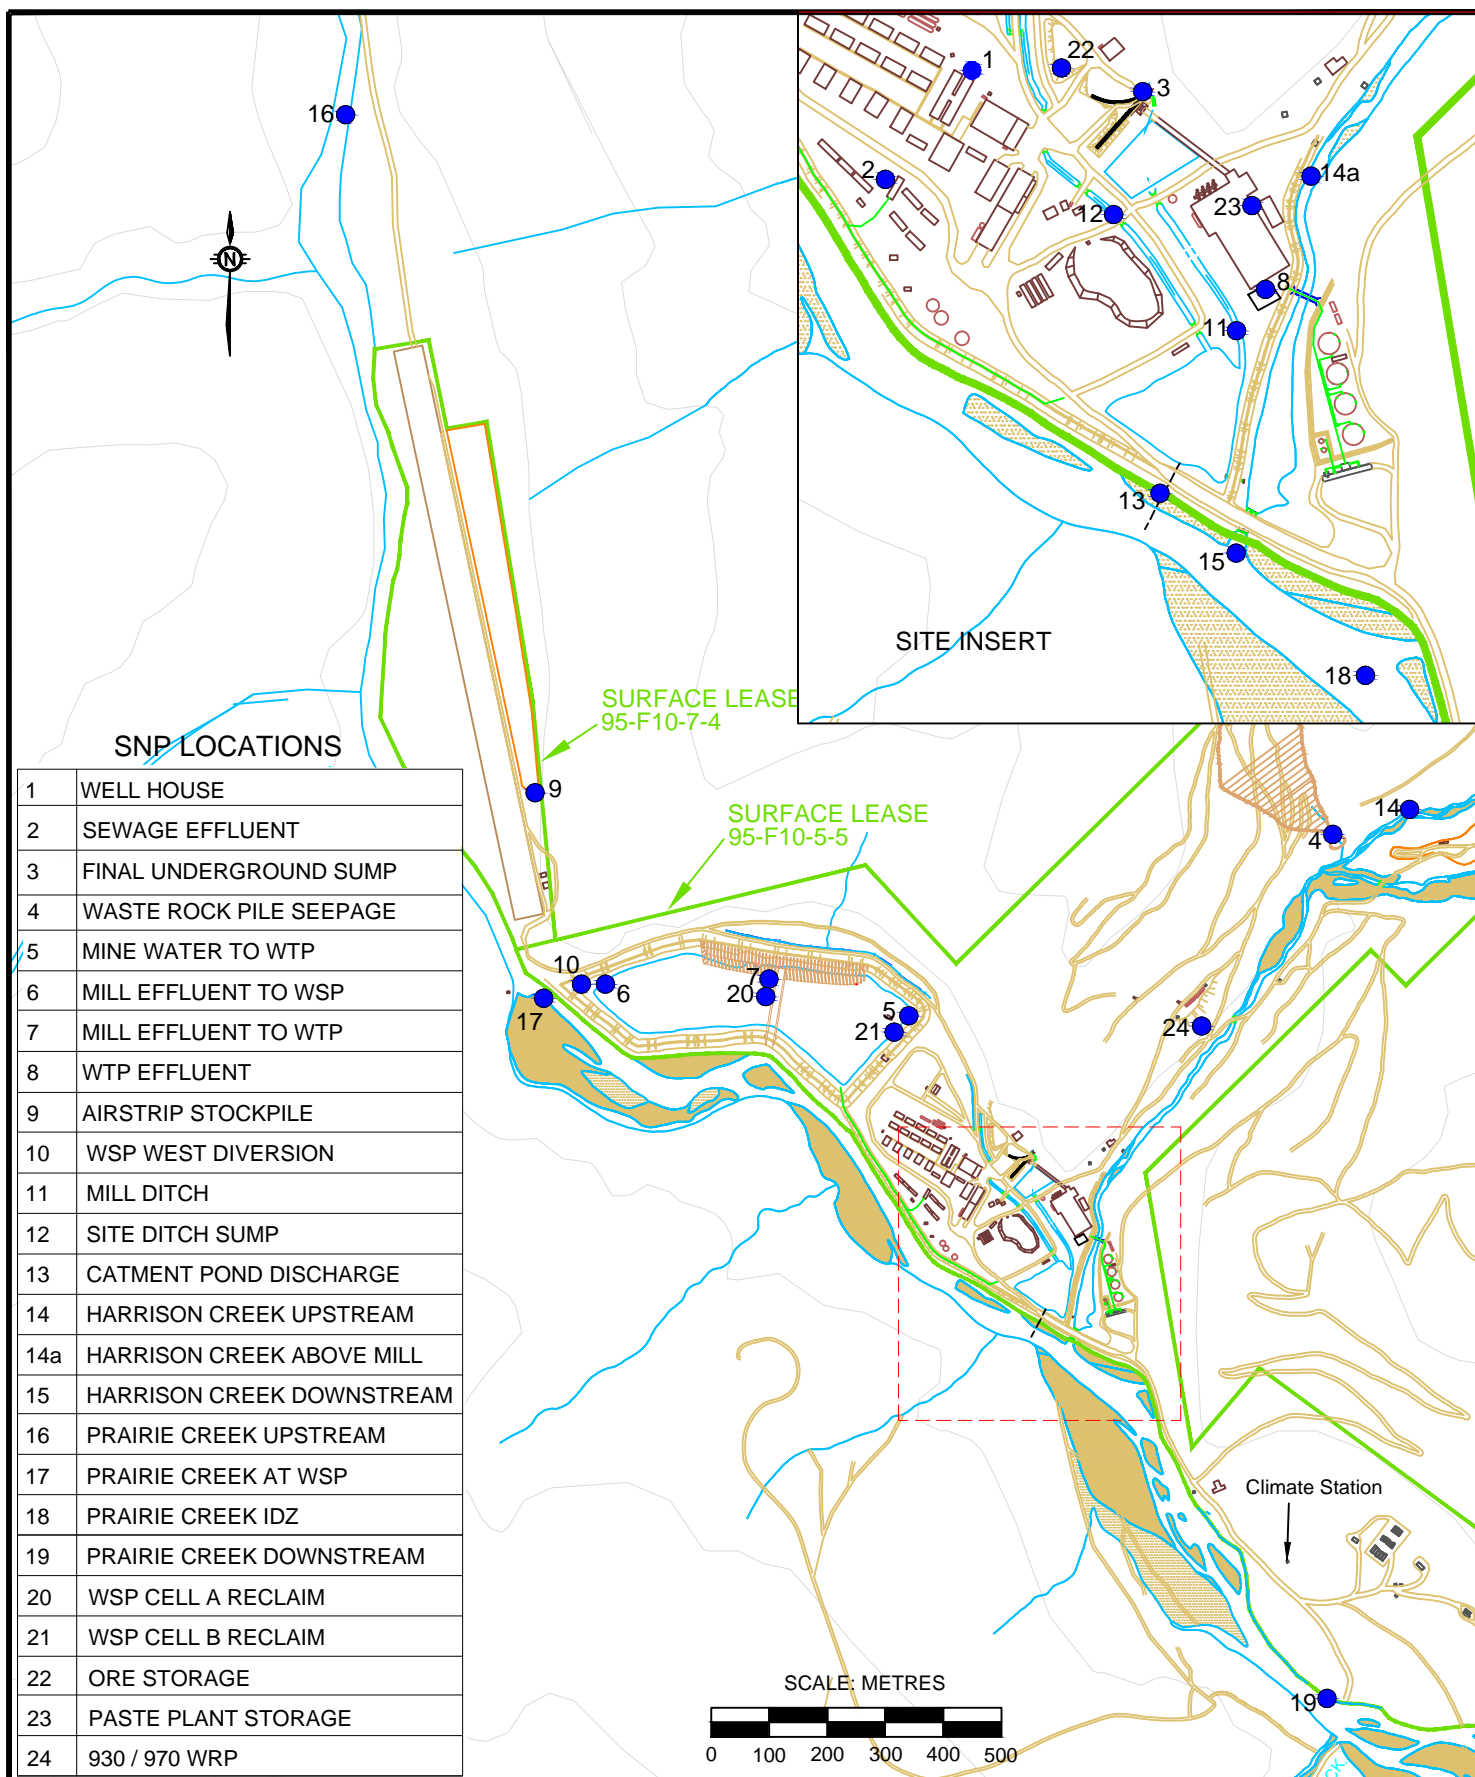 16
N
1
22
3
2
14a
12
23
8
11
13
15
SITE INSERT
18
SURFACE LEASE
95-F10-7-4
9
SURFACE LEASE
95-F10-5-5
14
4
10
6
7
20
17
5
21
24
Climate Station
19
SNP LOCATIONS
1 WELL HOUSE
2 SEWAGE EFFLUENT
3 FINAL UNDERGROUND SUMP
4 WASTE ROCK PILE SEEPAGE
5 MINE WATER TO WTP
6 MILL EFFLUENT TO WSP
7 MILL EFFLUENT TO WTP
8 WTP EFFLUENT
9 AIRSTRIP STOCKPILE
10 WSP WEST DIVERSION
11 MILL DITCH
12 SITE DITCH SUMP
13 CATMENT POND DISCHARGE
14 HARRISON CREEK UPSTREAM
14a HARRISON CREEK ABOVE MILL
15 HARRISON CREEK DOWNSTREAM
16 PRAIRIE CREEK UPSTREAM
17 PRAIRIE CREEK AT WSP
18 PRAIRIE CREEK IDZ
19 PRAIRIE CREEK DOWNSTREAM
20 WSP CELL A RECLAIM
21 WSP CELL B RECLAIM
22 ORE STORAGE
23 PASTE PLANT STORAGE
24 930 / 970 WRP
SCALE: METRES
0 100 200 300 400 500